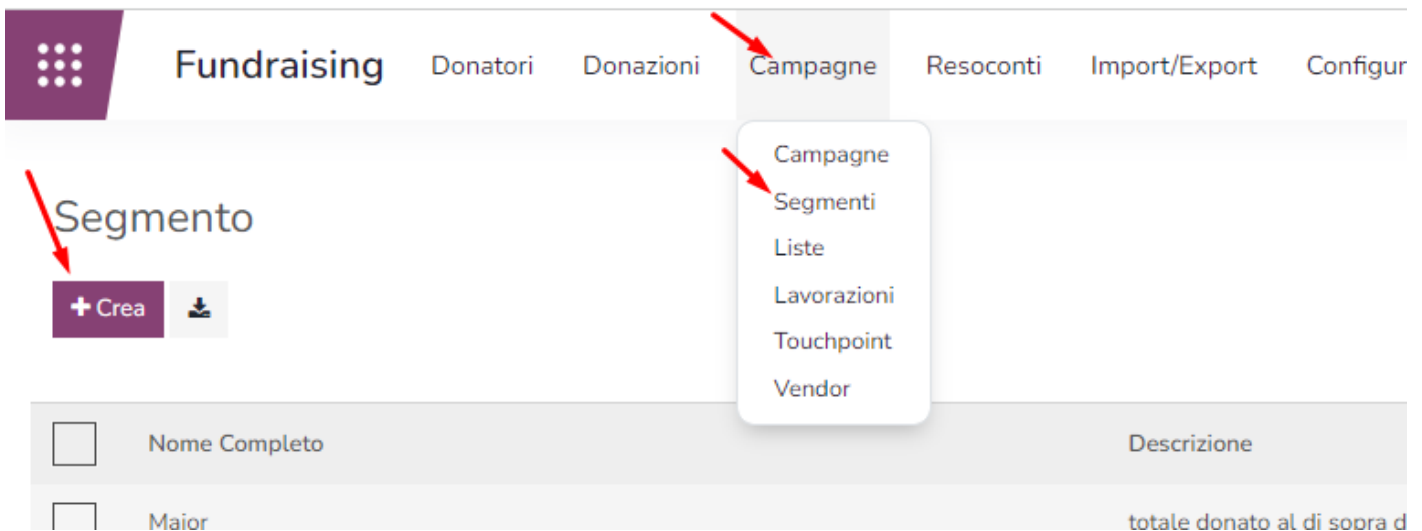 Fundraising Donatori Donazioni Campagne Resoconti Import/Export Configur
Campagne
Segmenti
Liste
Lavorazioni
Touchpoint
Vendor
Segmento
+ Crea
Nome Completo Descrizione
Major totale donato al di sopra d